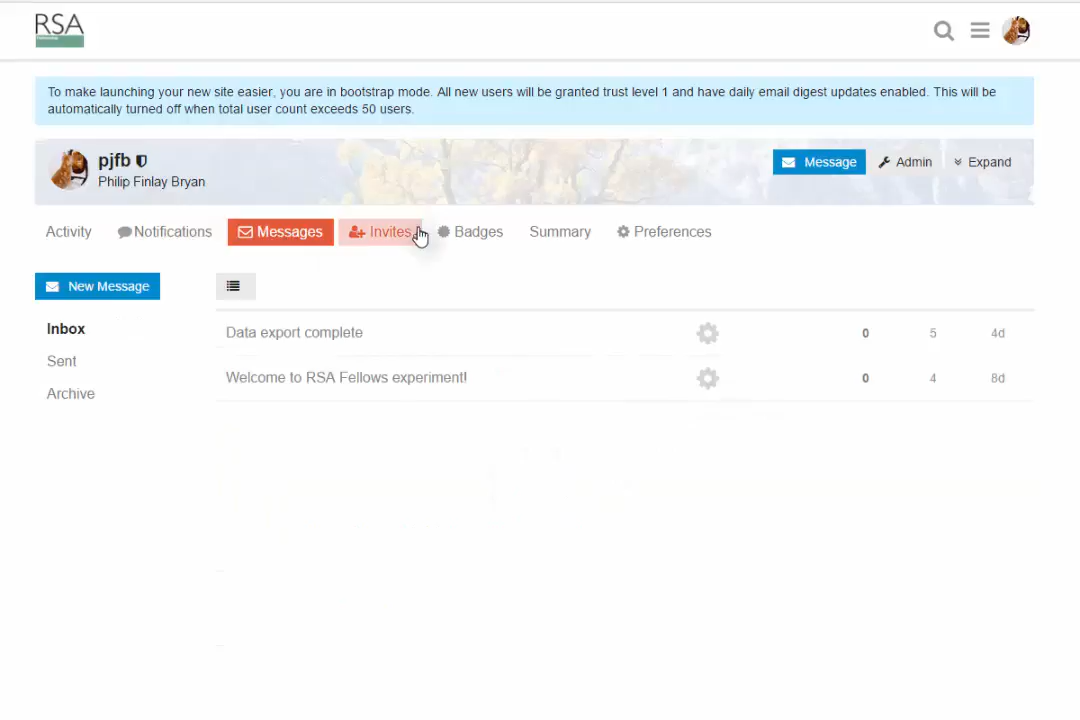 RSA
To make launching your new site easier, you are in bootstrap mode. All new users will be granted trust level 1 and have daily email digest updates enabled. This will be
automatically turned off when total user count exceeds 50 users.
pjfb
Philip Finlay Bryan
Message Admin Expand
Activity Notifications Messages Invites Badges Summary Preferences
New Message
Inbox
Sent
Archive
Data export complete 0 5 4d
Welcome to RSA Fellows experiment! 0 4 8d